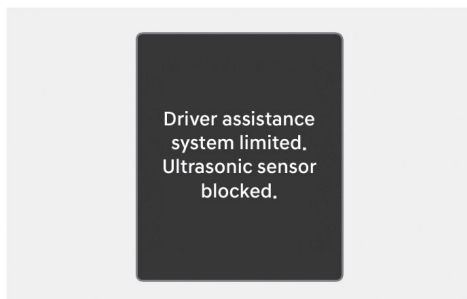 Driver assistance
system limited.
Ultrasonic sensor
blocked.